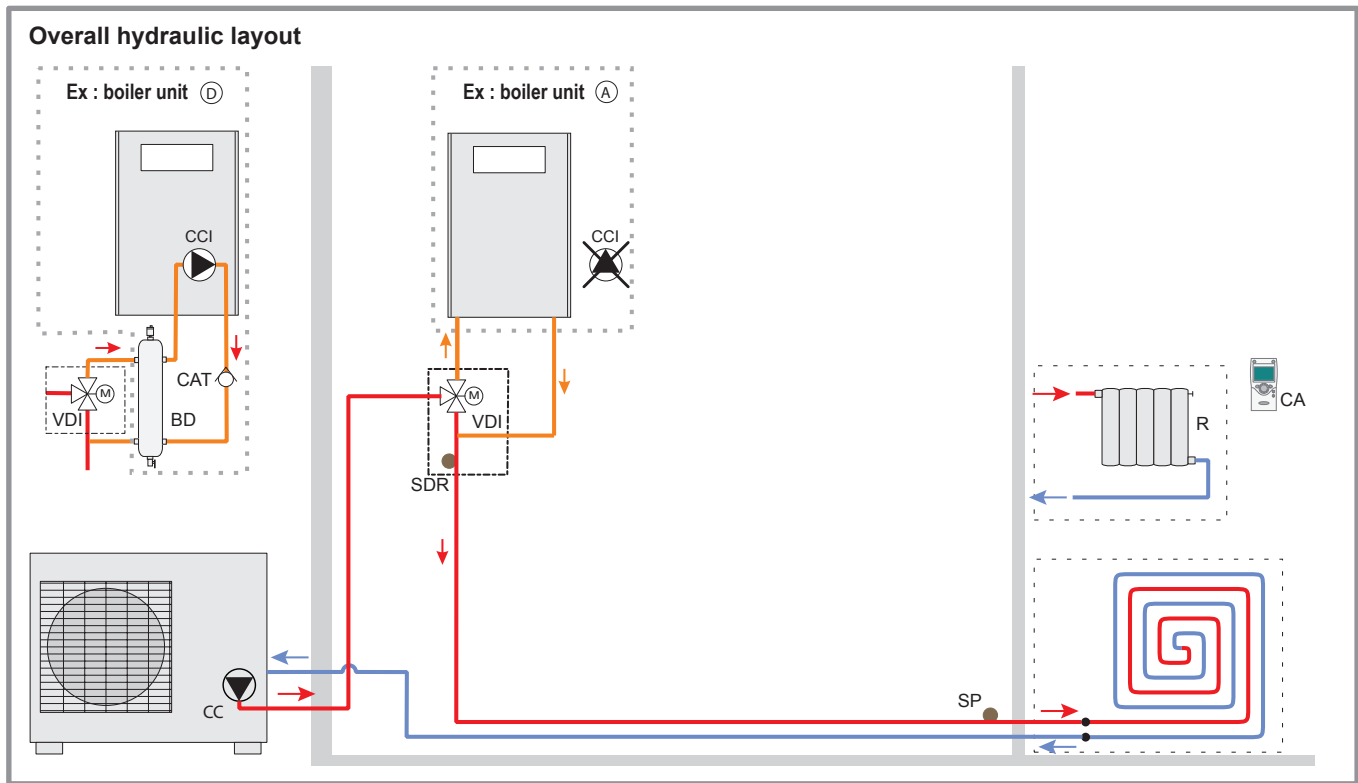 Overall hydraulic layout
Ex : boiler unit D
Ex : boiler unit A
CCI
CCI
CAT
M
VDI
BD
M
VDI
SDR
CA
R
CC
SP